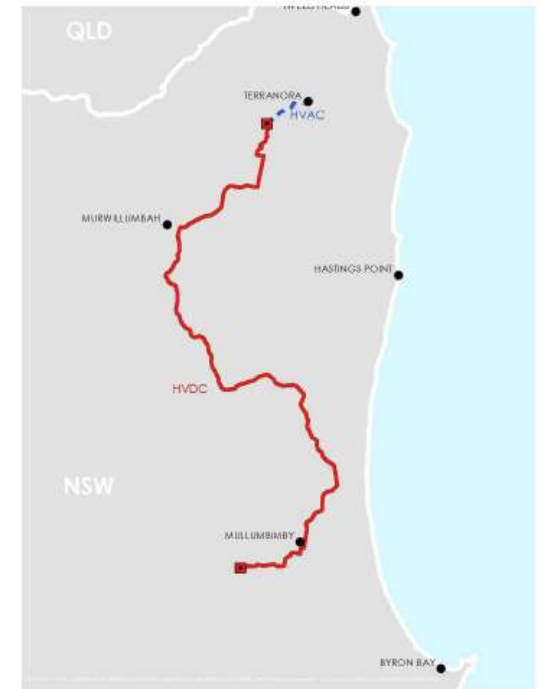 QLD
TERRANORA
HVAC
MURWILLUMBAH
HASTINGS POINT
HVDC
NSW
MULLUMBIMBY
BYRON BAY